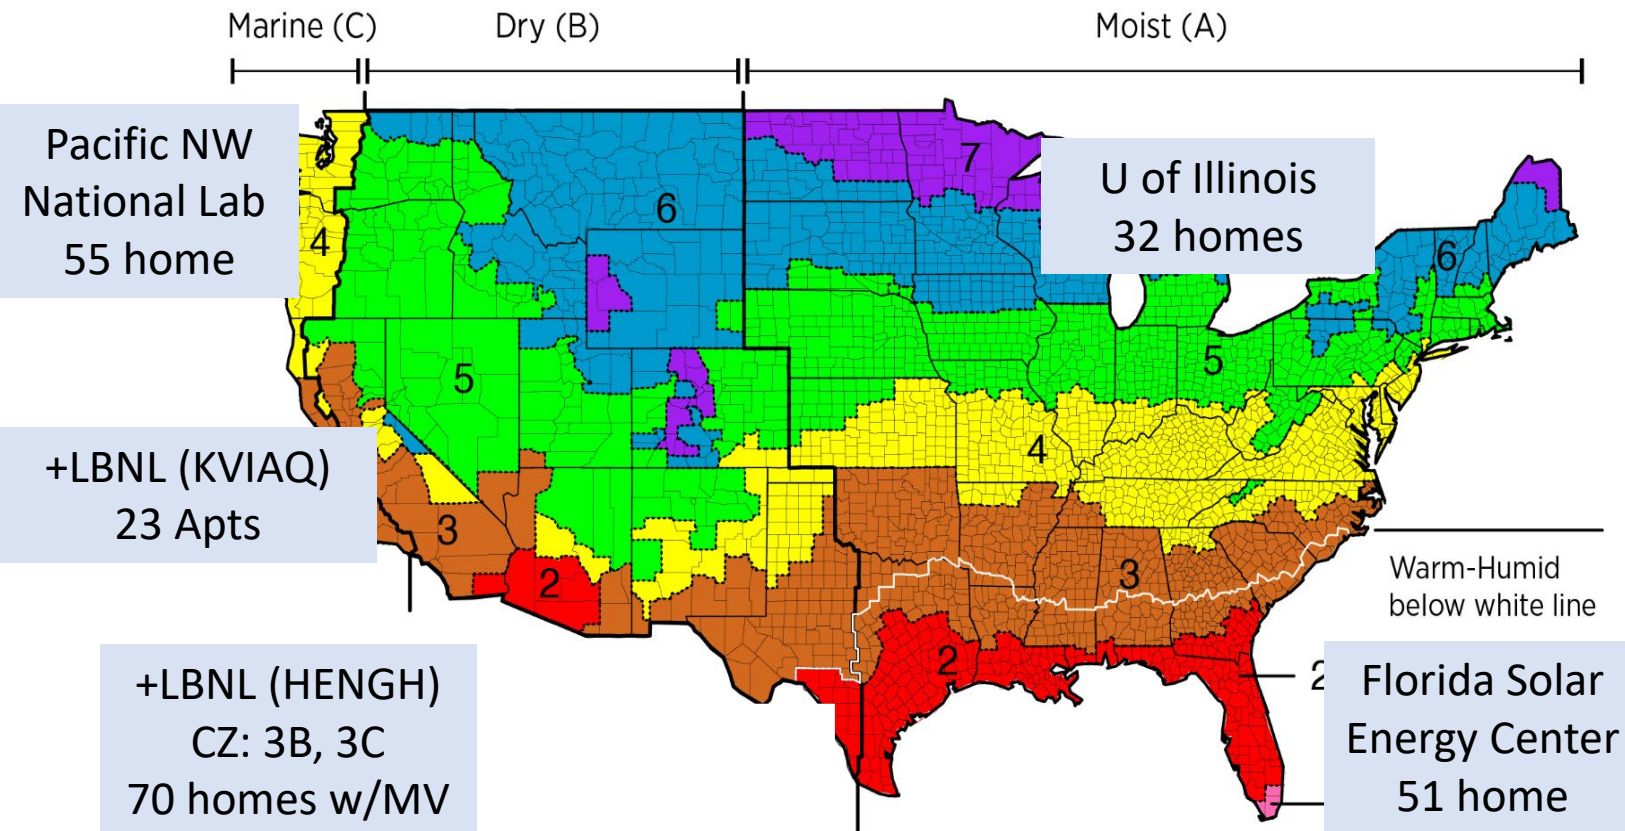 Marine (C)
Dry (B)
Moist (A)
Pacific NW
National Lab
55 home
U of Illinois
32 homes
7
6
4
6
5
5
4
+LBNL (KVIAQ)
23 Apts
3
2
3
Warm-Humid
below white line
2
2
+LBNL (HENGH)
CZ: 3B, 3C
70 homes w/MV
Florida Solar
Energy Center
51 home